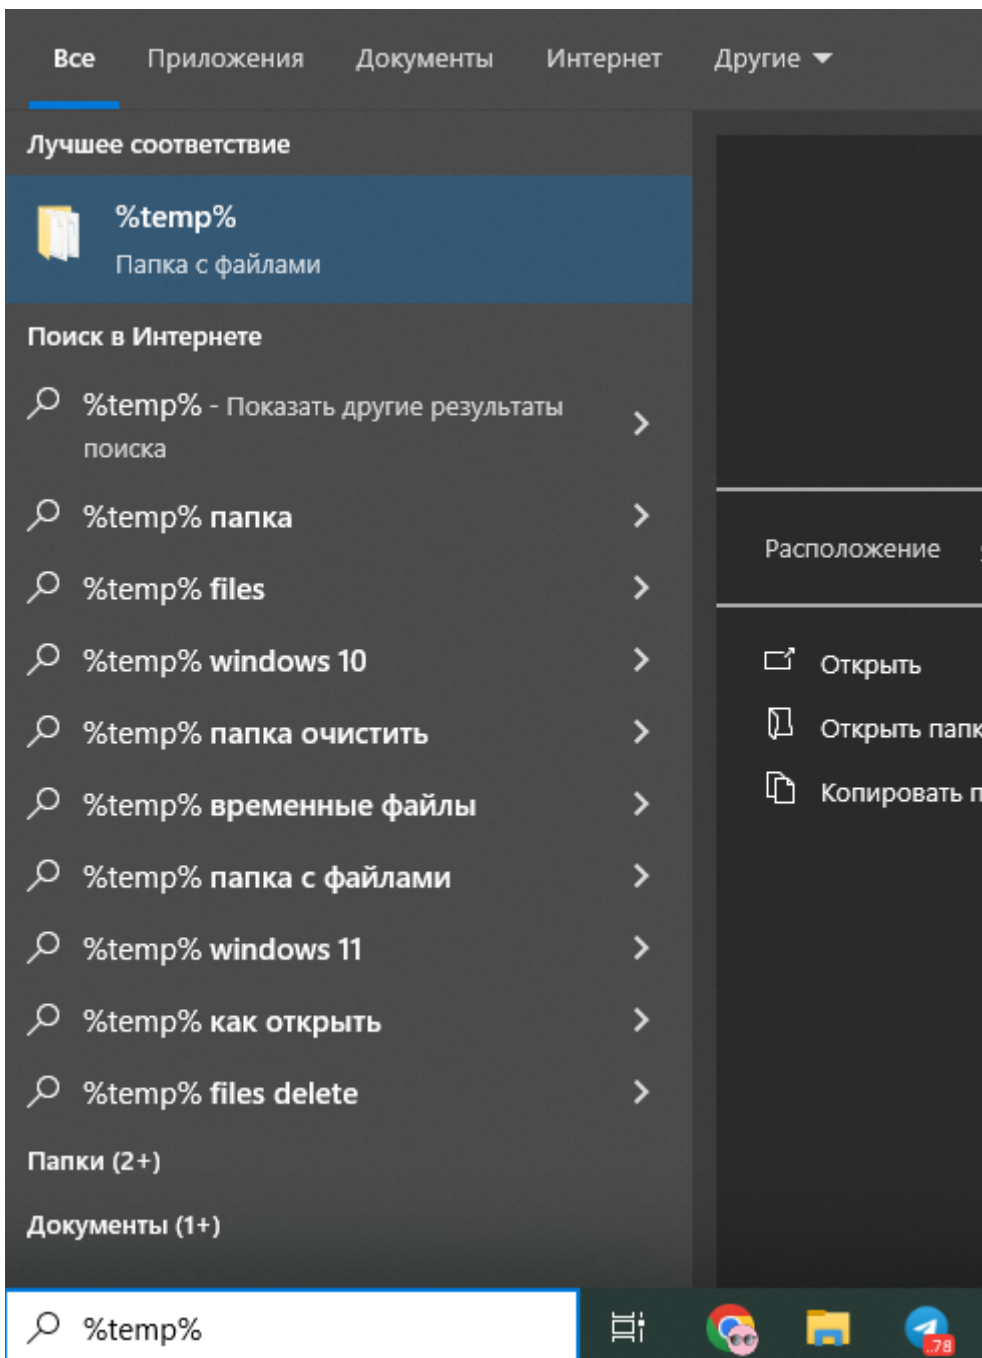 Все Приложения Документы Интернет Другие
Лучшее соответствие
%temp%
Папка с файлами
Поиск в Интернете
%temp% - Показать другие результаты
поиска
%temp% папка
%temp% files
%temp% windows 10
%temp% папка очистить
%temp% временные файлы
%temp% папка с файлами
%temp% windows 11
%temp% как открыть
%temp% files delete
Папки (2+)
Документы (1+)
Расположение
Открыть
Открыть
Копировать
%temp%
..78